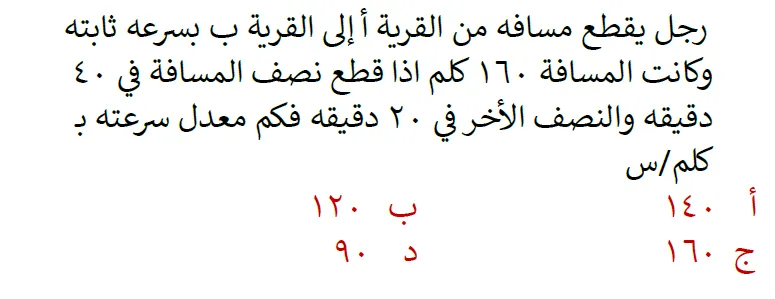 رجل يقطع مسافه من القرية أ إلى القرية ب بسرعه ثابته
وكانت المسافة ١٦٠ كلم اذا قطع نصف المسافة في ٤٠
دقيقه والنصف الأخر في ٢٠ دقيقه فكم معدل سرعته بـ
كلم/س
أ ١٤٠ ب ١٢٠
ج ١٦٠ د ٩٠